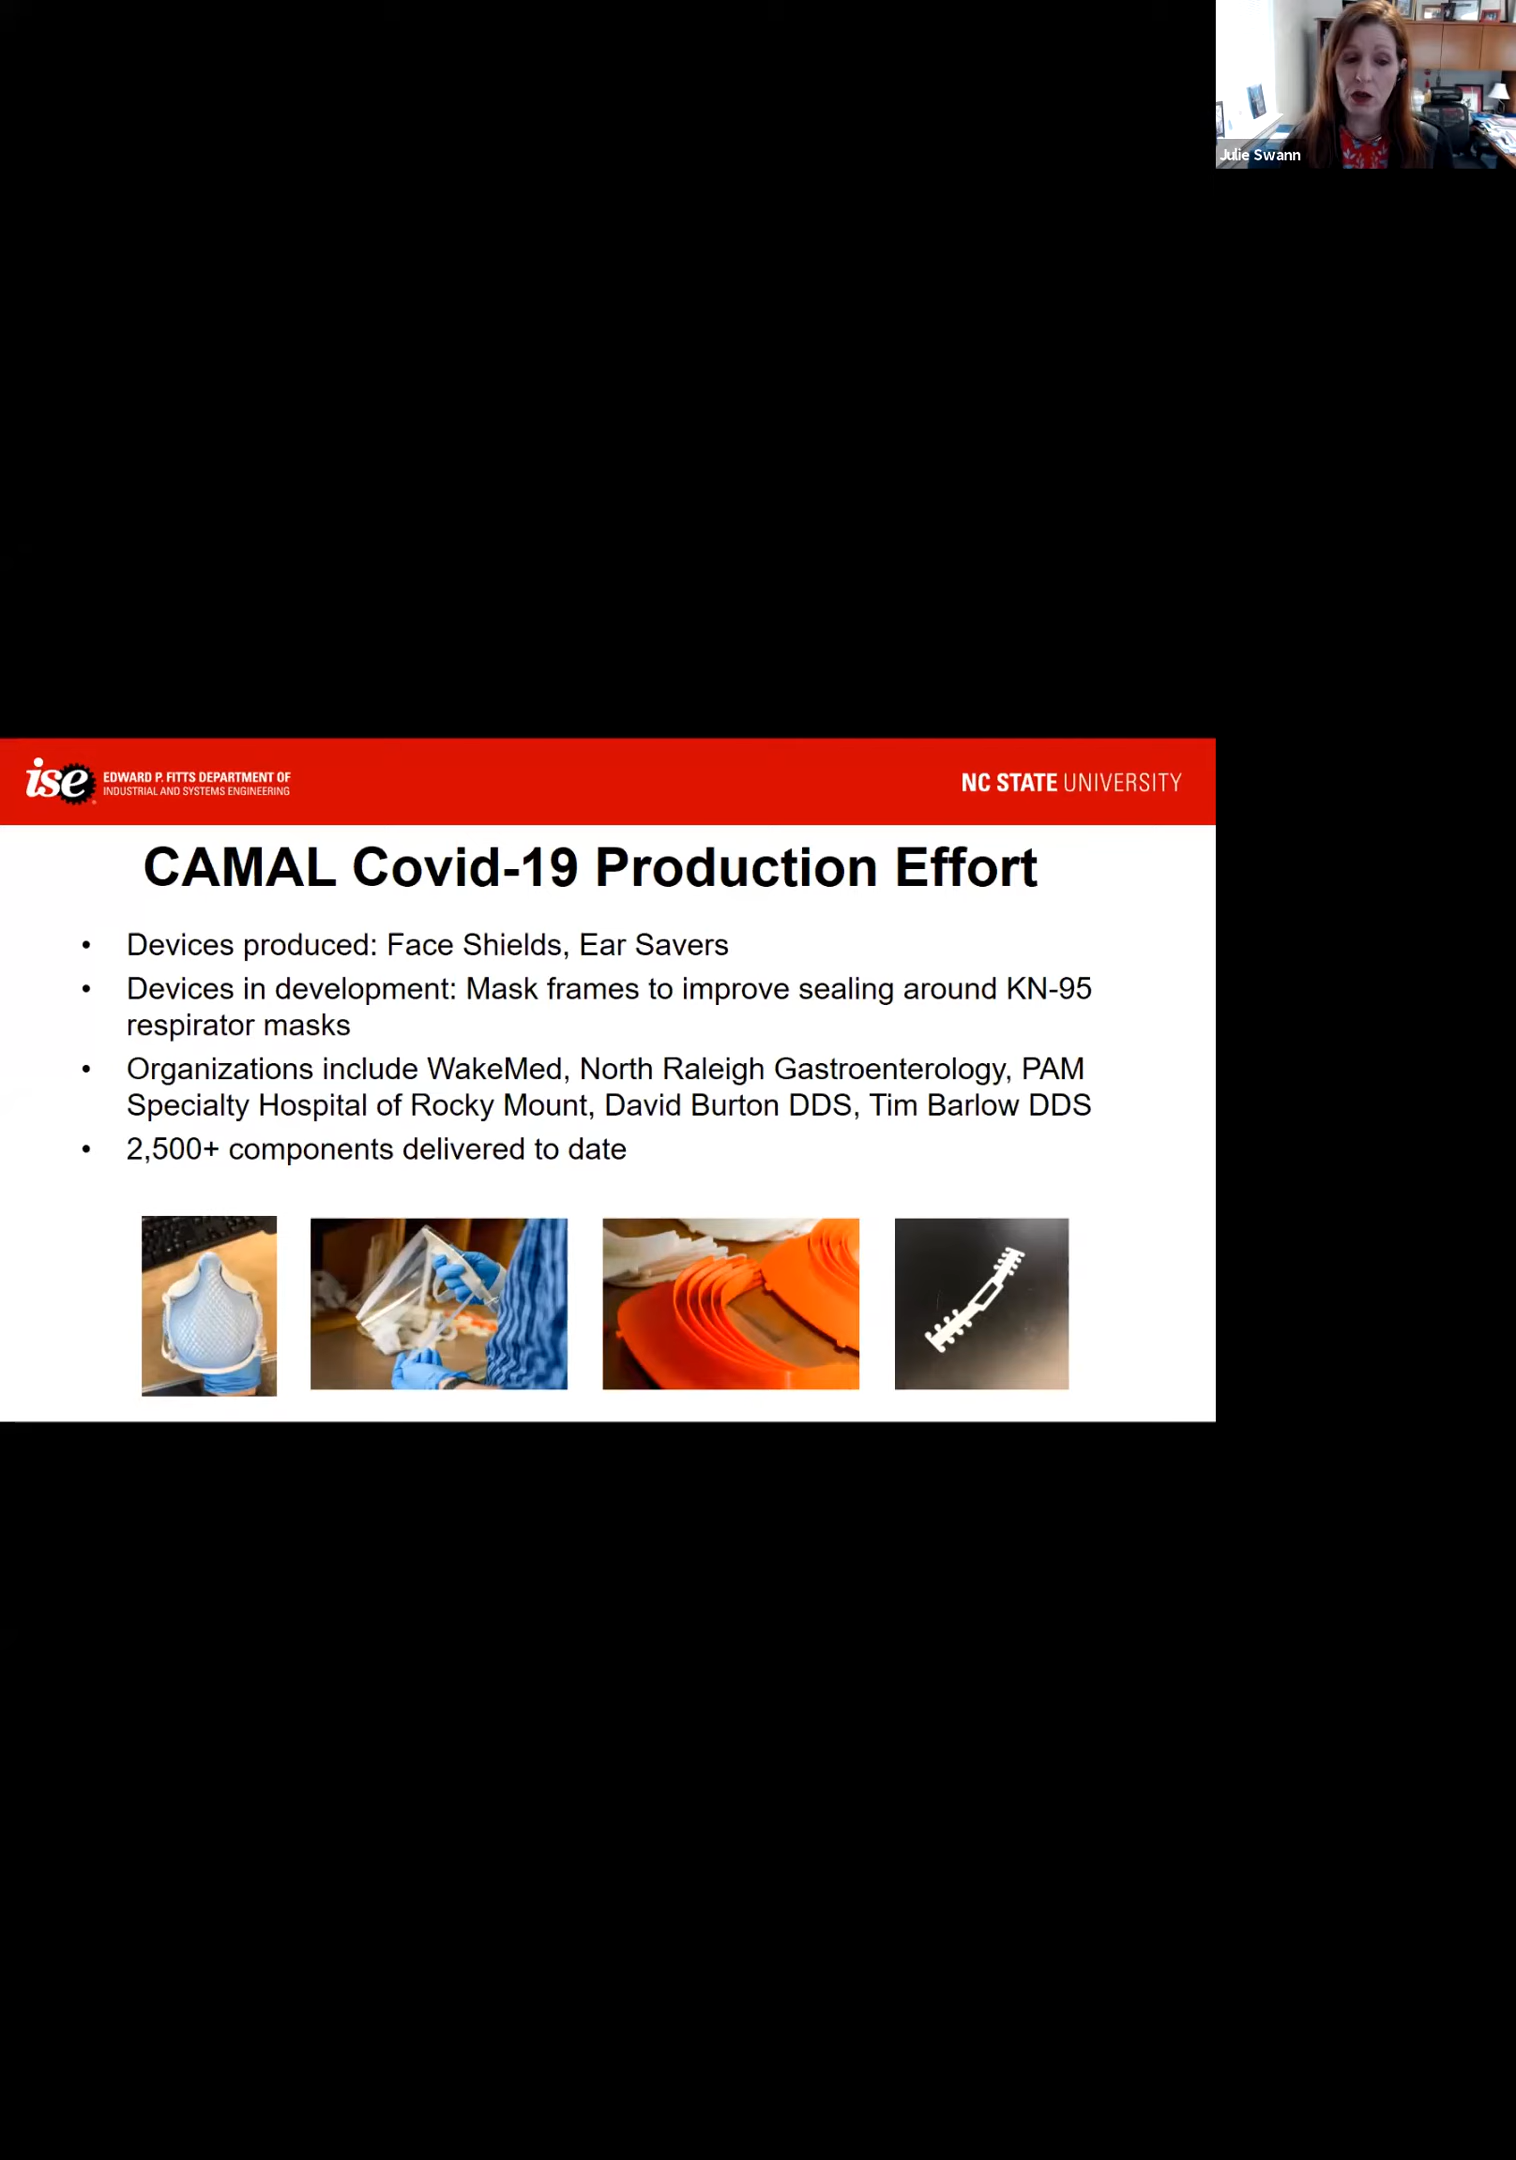 Julie Swann
ise
EDWARD P. FITTS DEPARTMENT OF
INDUSTRIAL AND SYSTEMS ENGINEERING
NC STATE UNIVERSITY
CAMAL Covid-19 Production Effort
• Devices produced: Face Shields, Ear Savers
• Devices in development: Mask frames to improve sealing around KN-95
respirator masks
• Organizations include WakeMed, North Raleigh Gastroenterology, PAM
Specialty Hospital of Rocky Mount, David Burton DDS, Tim Barlow DDS
• 2,500+ components delivered to date